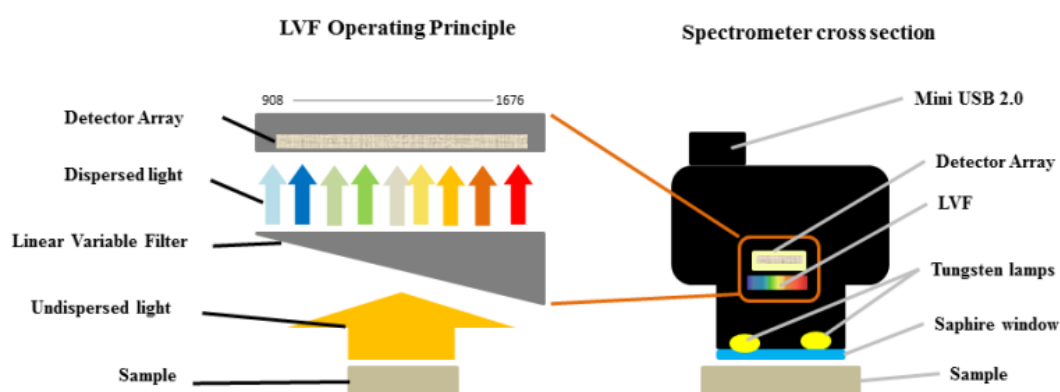 LVF Operating Principle
908
1676
Detector Array
Dispersed light
Linear Variable Filter
Undispersed light
Sample
Spectrometer cross section
Mini USB 2.0
Detector Array
LVF
Tungsten lamps
Saphire window
Sample